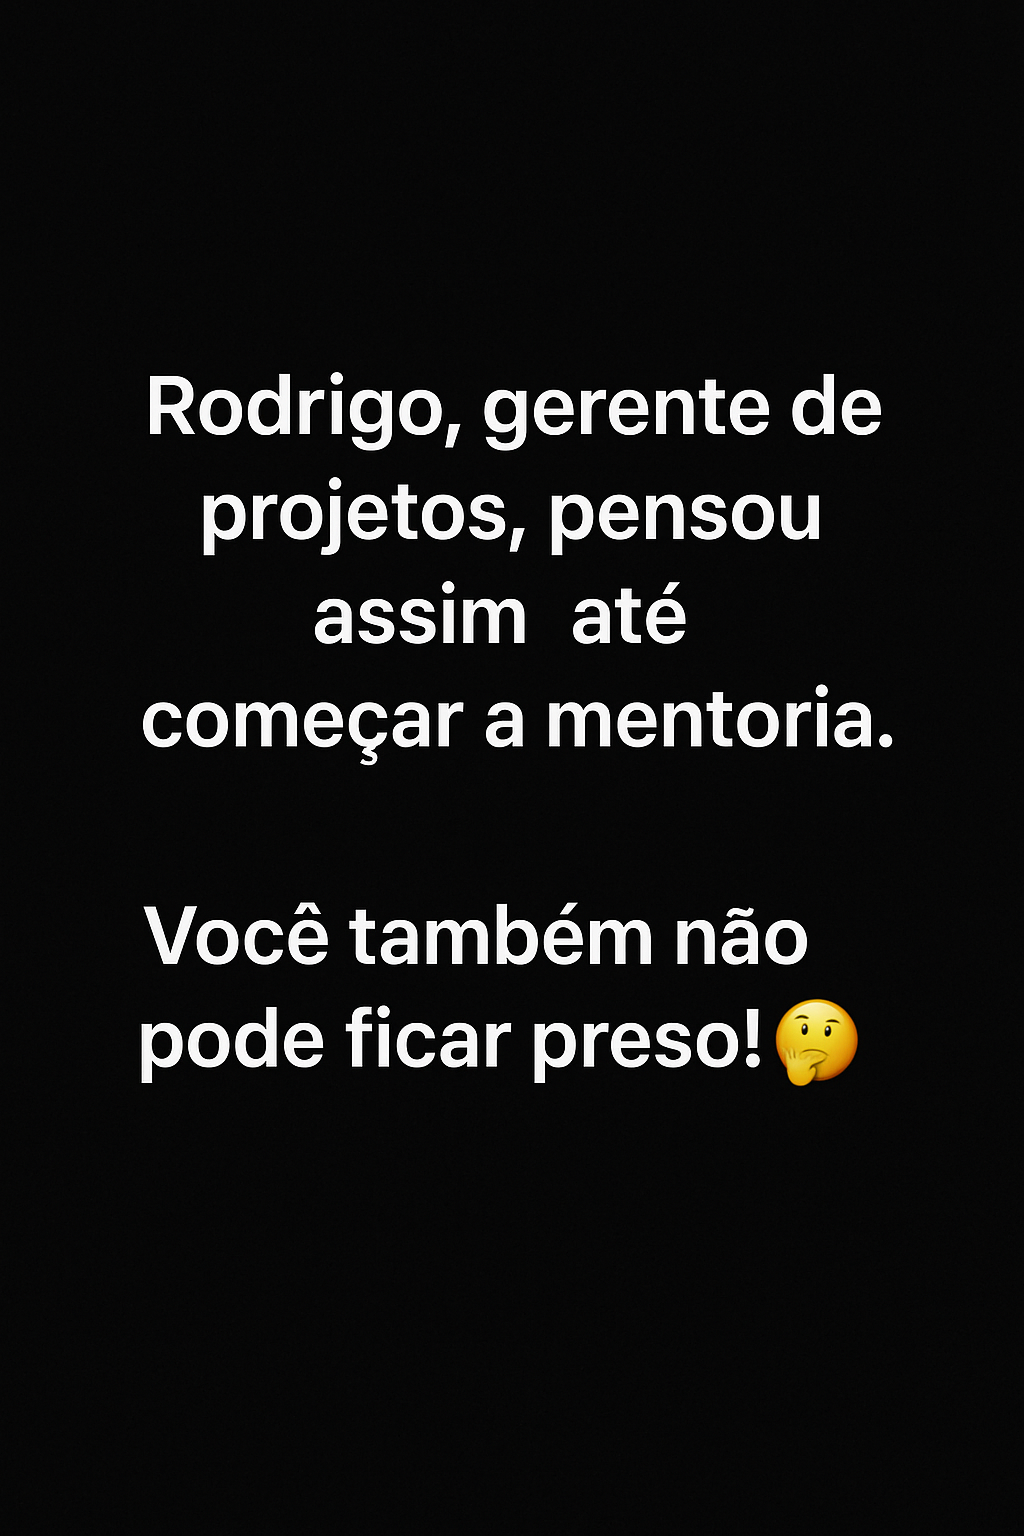 Rodrigo, gerente de
projetos, pensou
assim até
começar a mentoria.
Você também não
pode ficar preso!🤔